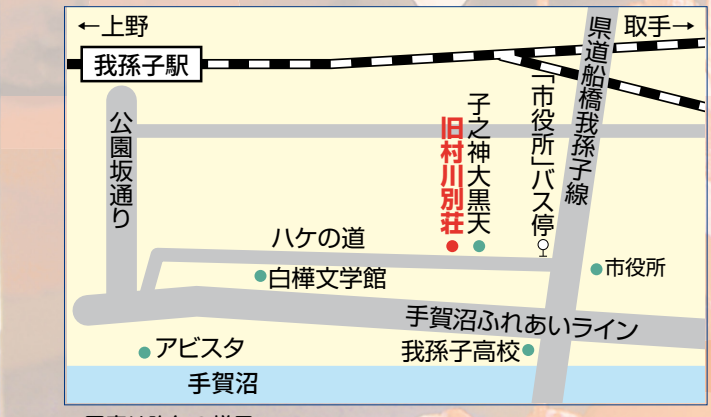 ←上野
取手→
我孫子駅
県道船橋我孫子線
公園坂通り
子之神大黒天
旧村川別荘
「市役所」バス停
ハケの道
市役所
白樺文学館
手賀沼ふれあいライン
アビスタ
我孫子高校
手賀沼